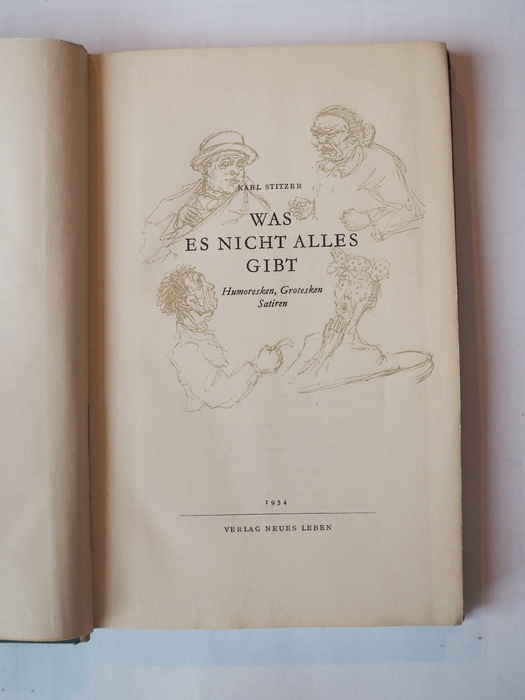 KARL STITZER
WAS
ES NICHT ALLES
GIBT
Humoresken, Grotesken
Satiren
1954
VERLAG NEUES LEBEN